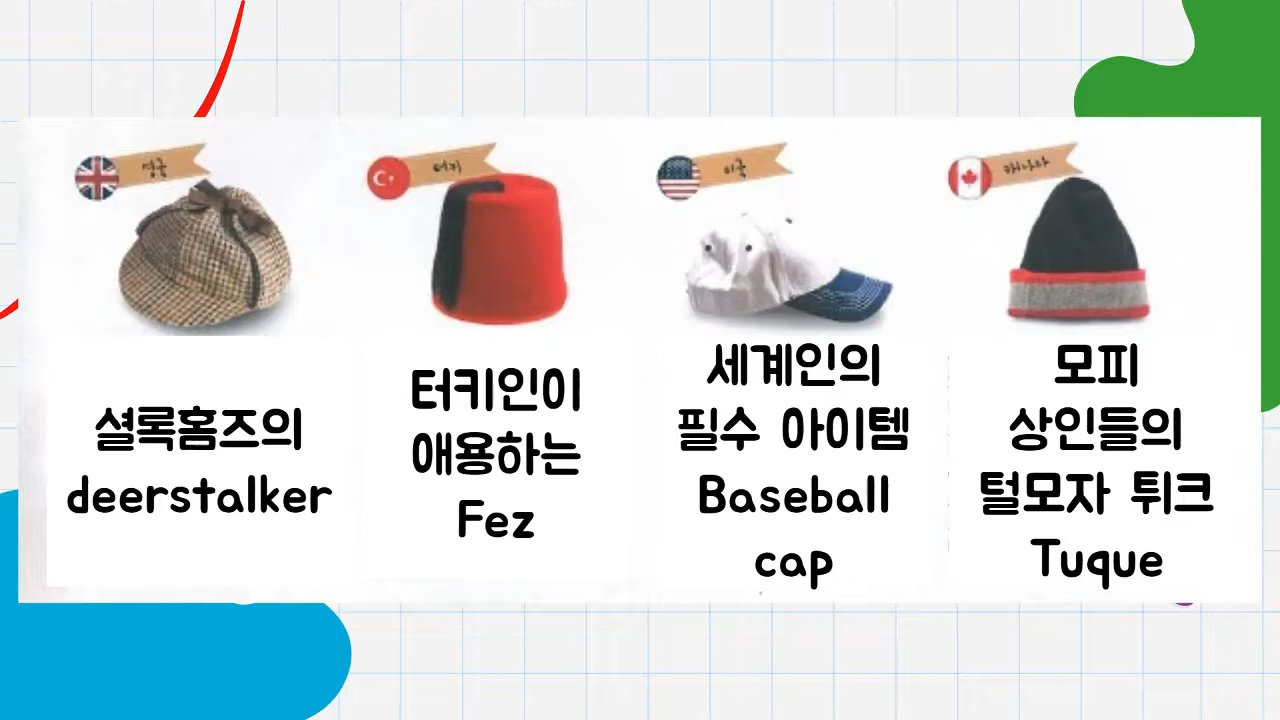 영국
터키
미국
캐나다
셜록홈즈의
deerstalker
터키인이
애용하는
Fez
세계인의
필수 아이템
Baseball
cap
모피
상인들의
털모자 튀크
Tuque